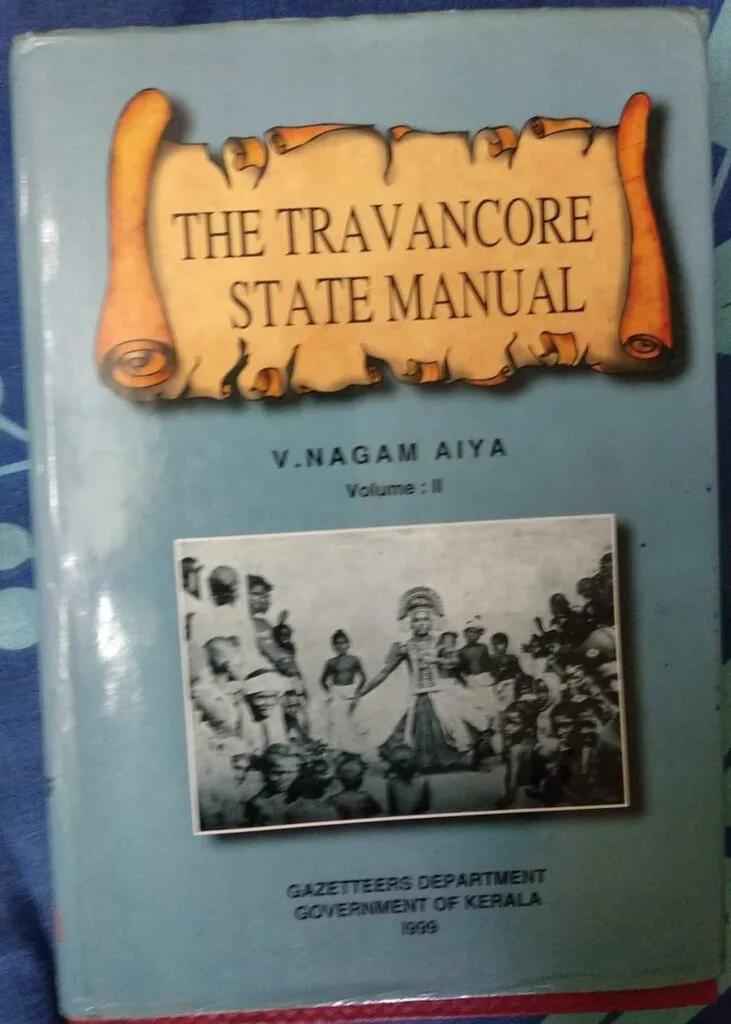 THE TRAVANCORE
STATE MANUAL
V.NAGAM AIYA
Volume : II
GAZETTEERS DEPARTMENT
GOVERNMENT OF KERALA
1999